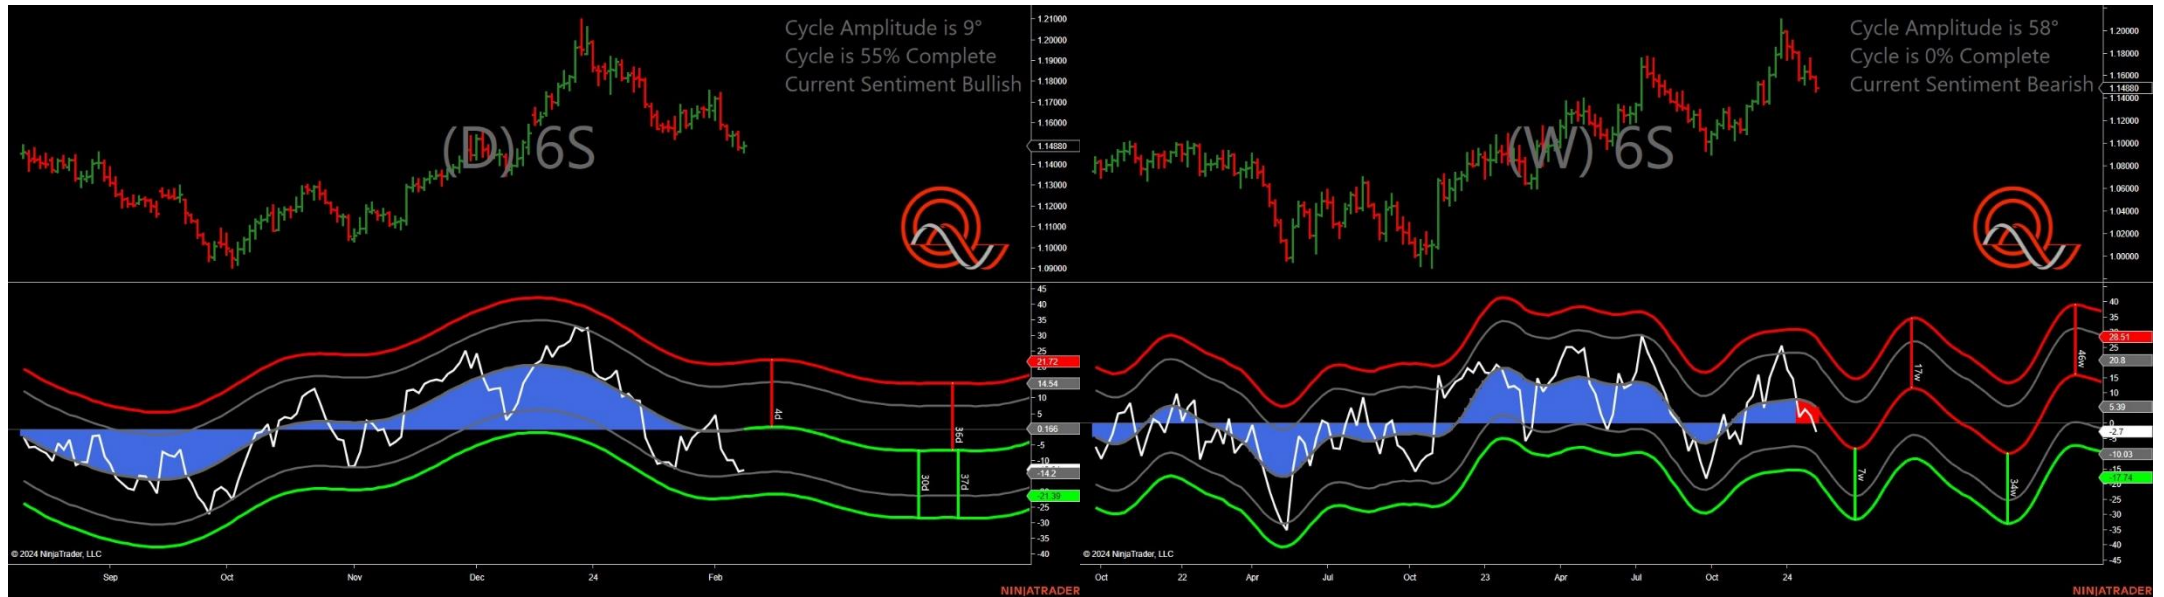 Cycle Amplitude is 9°
Cycle is 55% Complete
Current Sentiment Bullish
(D) 6S
1.21000
1.20000
1.19000
1.18000
1.17000
1.16000
1.14880
1.14000
1.13000
1.12000
1.11000
1.10000
1.09000
45
40
35
30
25
21.72
14.54
10
5
0.166
-5
-10
-14.2
-21.39
-25
-30
-35
-40
4d
36d
30d
37d
© 2024 NinjaTrader, LLC
Sep
Oct
Nov
Dec
24
Feb
NINJATRADER
Cycle Amplitude is 58°
Cycle is 0% Complete
Current Sentiment Bearish
(W) 6S
1.20000
1.18000
1.16000
1.14880
1.14000
1.12000
1.10000
1.08000
1.06000
1.04000
1.02000
1.00000
40
35
28.51
25
20.8
15
10
5.39
0
-2.7
-10.03
-15
-17.74
-25
-30
-35
-40
-45
17w
46w
7w
34w
© 2024 NinjaTrader, LLC
Oct
22
Apr
Jul
Oct
23
Apr
Jul
Oct
24
NINJATRADER